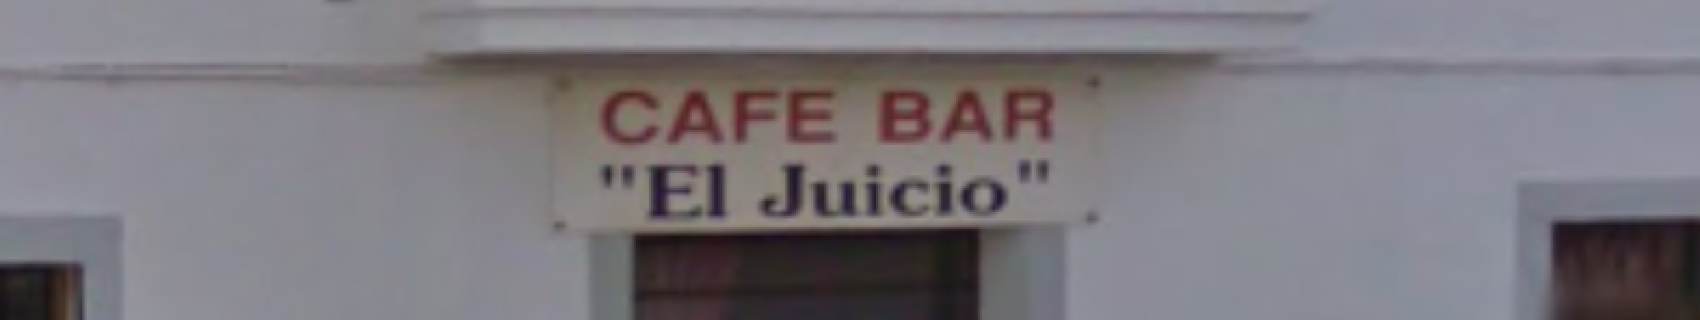 CAFE BAR
"El Juicio"